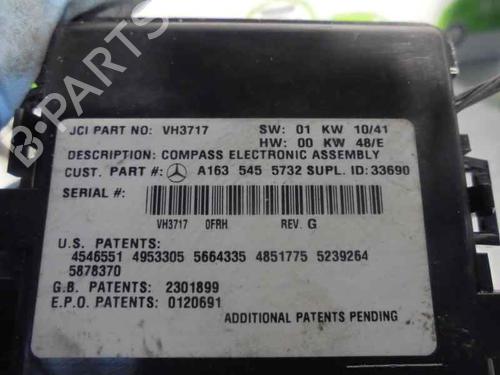 JCI PART NO: VH3717 SW: 01 KW 10/41
HW: 00 KW 48/E
DESCRIPTION: COMPASS ELECTRONIC ASSEMBLY
CUST. PART #: A163 545 5732 SUPL. ID: 33690
SERIAL #:
VH3717 0FRH REV. G
U.S. PATENTS:
4546551 4953305 5664335 4851775 5239264
5878370
G.B. PATENTS: 2301899
E.P.O. PATENTS: 0120691
ADDITIONAL PATENTS PENDING
B-PARTS